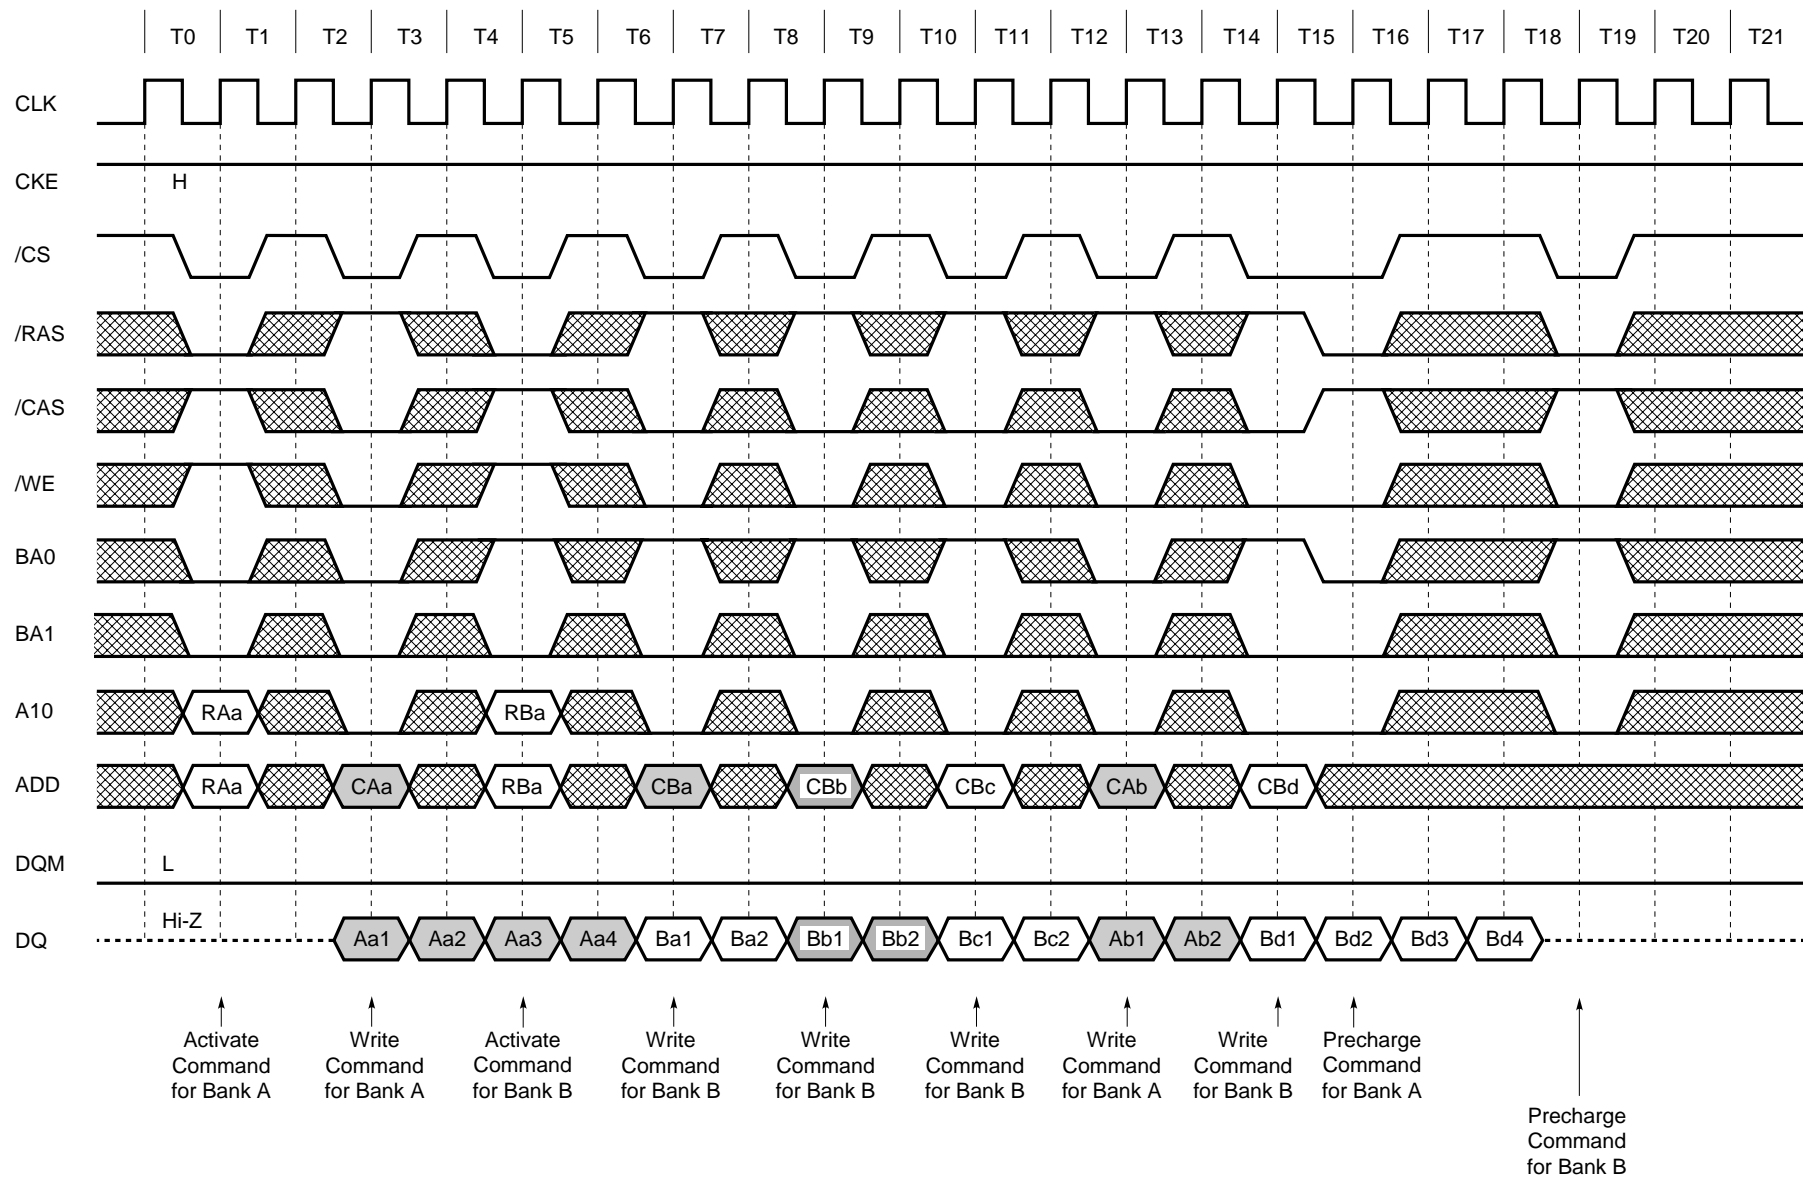 T0 T1 T2 T3 T4 T5 T6 T7 T8 T9 T10 T11 T12 T13 T14 T15 T16 T17 T18 T19 T20 T21
CLK
CKE H
/CS
/RAS
/CAS
/WE
BA0
BA1
A10 RAa RBa
ADD RAa CAa RBa CBa CBb CBc CAb CBd
DQM L
DQ Hi-Z Aa1 Aa2 Aa3 Aa4 Ba1 Ba2 Bb1 Bb2 Bc1 Bc2 Ab1 Ab2 Bd1 Bd2 Bd3 Bd4
Activate
Command
for Bank A
Write
Command
for Bank A
Activate
Command
for Bank B
Write
Command
for Bank B
Write
Command
for Bank B
Write
Command
for Bank B
Write
Command
for Bank A
Write
Command
for Bank B
Precharge
Command
for Bank A
Precharge
Command
for Bank B